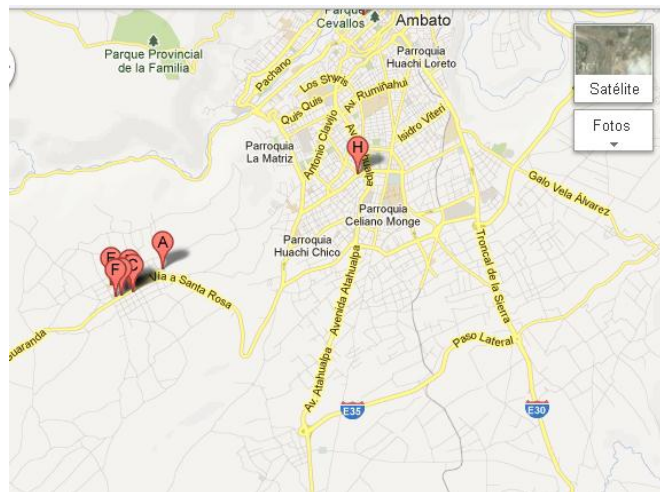 Parque
Cevallos
Ambato
Parque Provincial
de la Familia
Pachano
Parroquia
Huachi Loreto
Satélite
Los Shyris
Av. Rumiñahui
Fotos
Quis Quis
Antonio Clavijo
Isidro Viteri
Parroquia
La Matriz
H
Galo Vela Álvarez
Parroquia
Celiano Monge
Parroquia
Huachi Chico
A
F
C
Vía a Santa Rosa
Avenida Atahualpa
Troncal de la Sierra
Guaranda
Paso Lateral
Av. Atahualpa
E35
E30